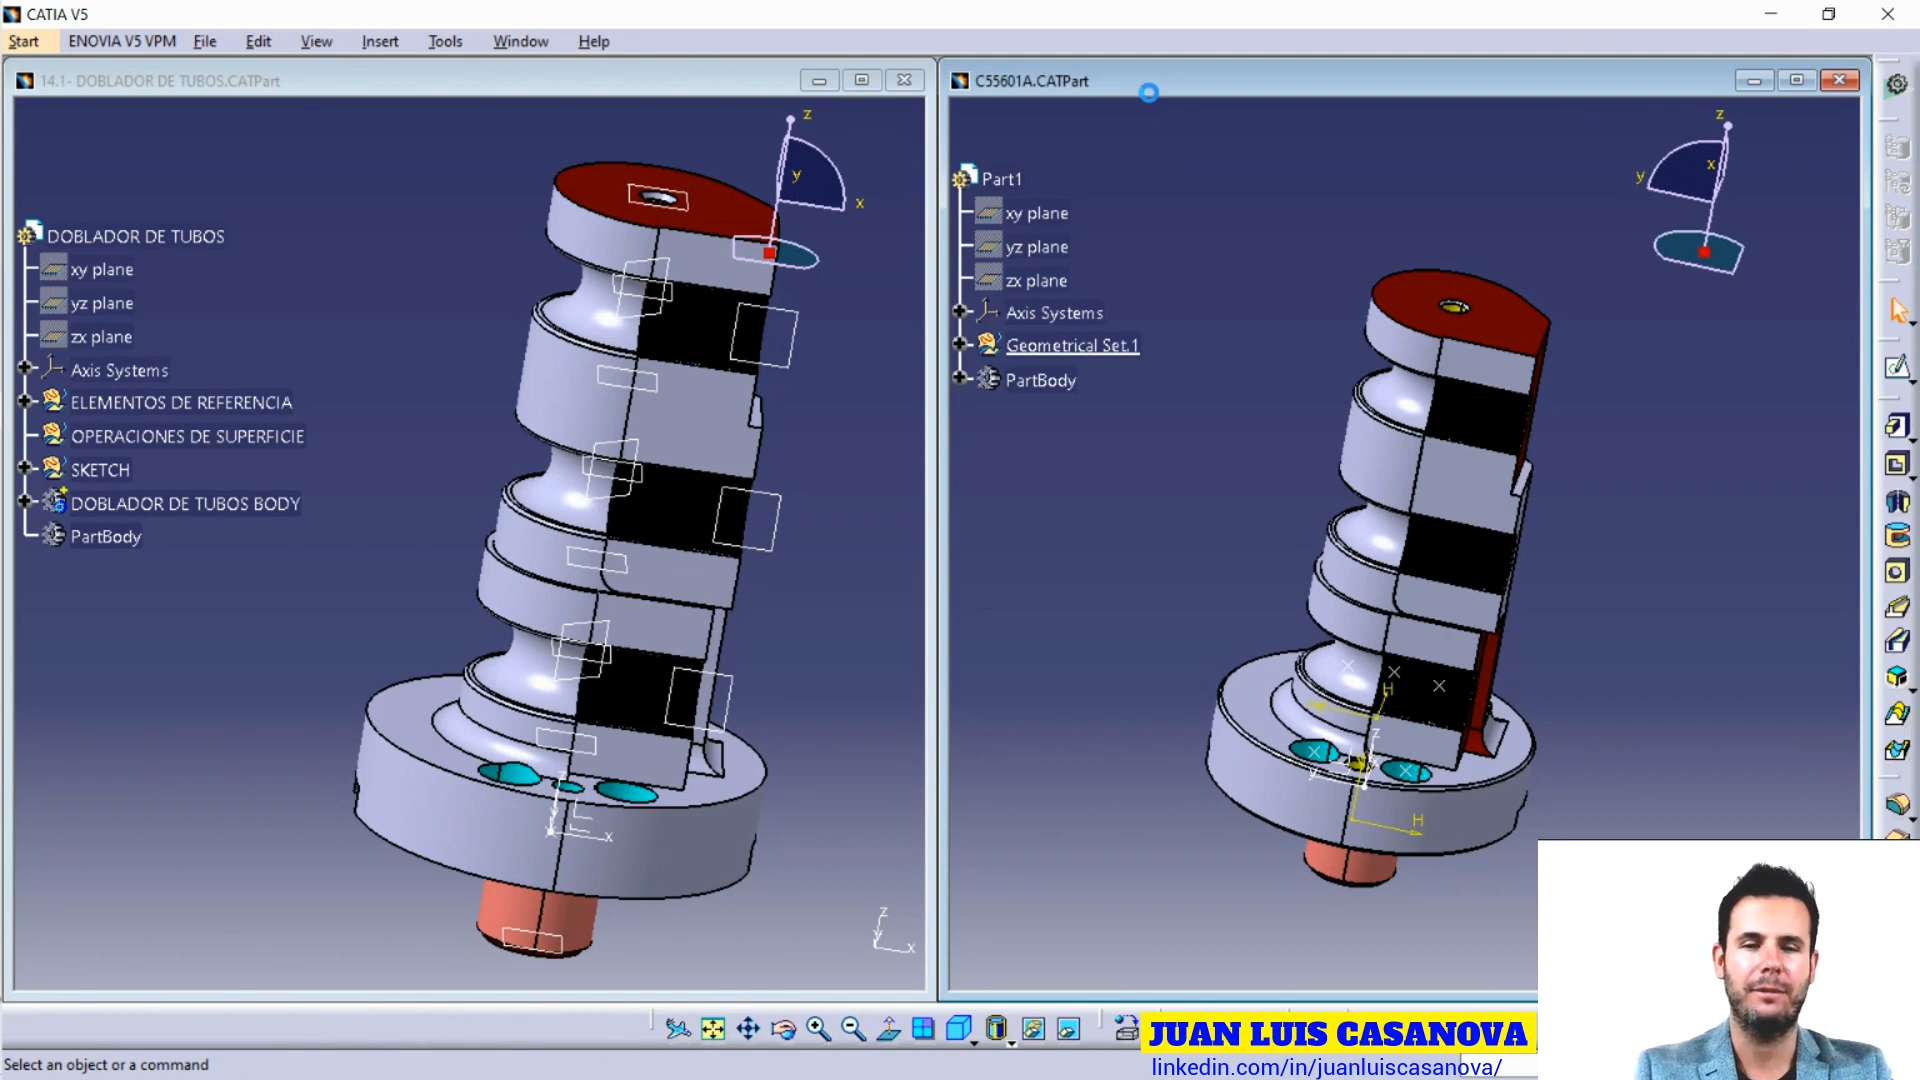 CATIA V5
Start ENOVIA V5 VPM File Edit View Insert Tools Window Help
14.1- DOBLADOR DE TUBOS.CATPart
DOBLADOR DE TUBOS
xy plane
yz plane
zx plane
Axis Systems
ELEMENTOS DE REFERENCIA
OPERACIONES DE SUPERFICIE
SKETCH
DOBLADOR DE TUBOS BODY
PartBody
z
y
x
z
x
z
y
x
C55601A.CATPart
Part1
xy plane
yz plane
zx plane
Axis Systems
Geometrical Set.1
PartBody
z
x
y
H
z
y
H
Select an object or a command
JUAN LUIS CASANOVA
linkedin.com/in/juanluiscasanova/